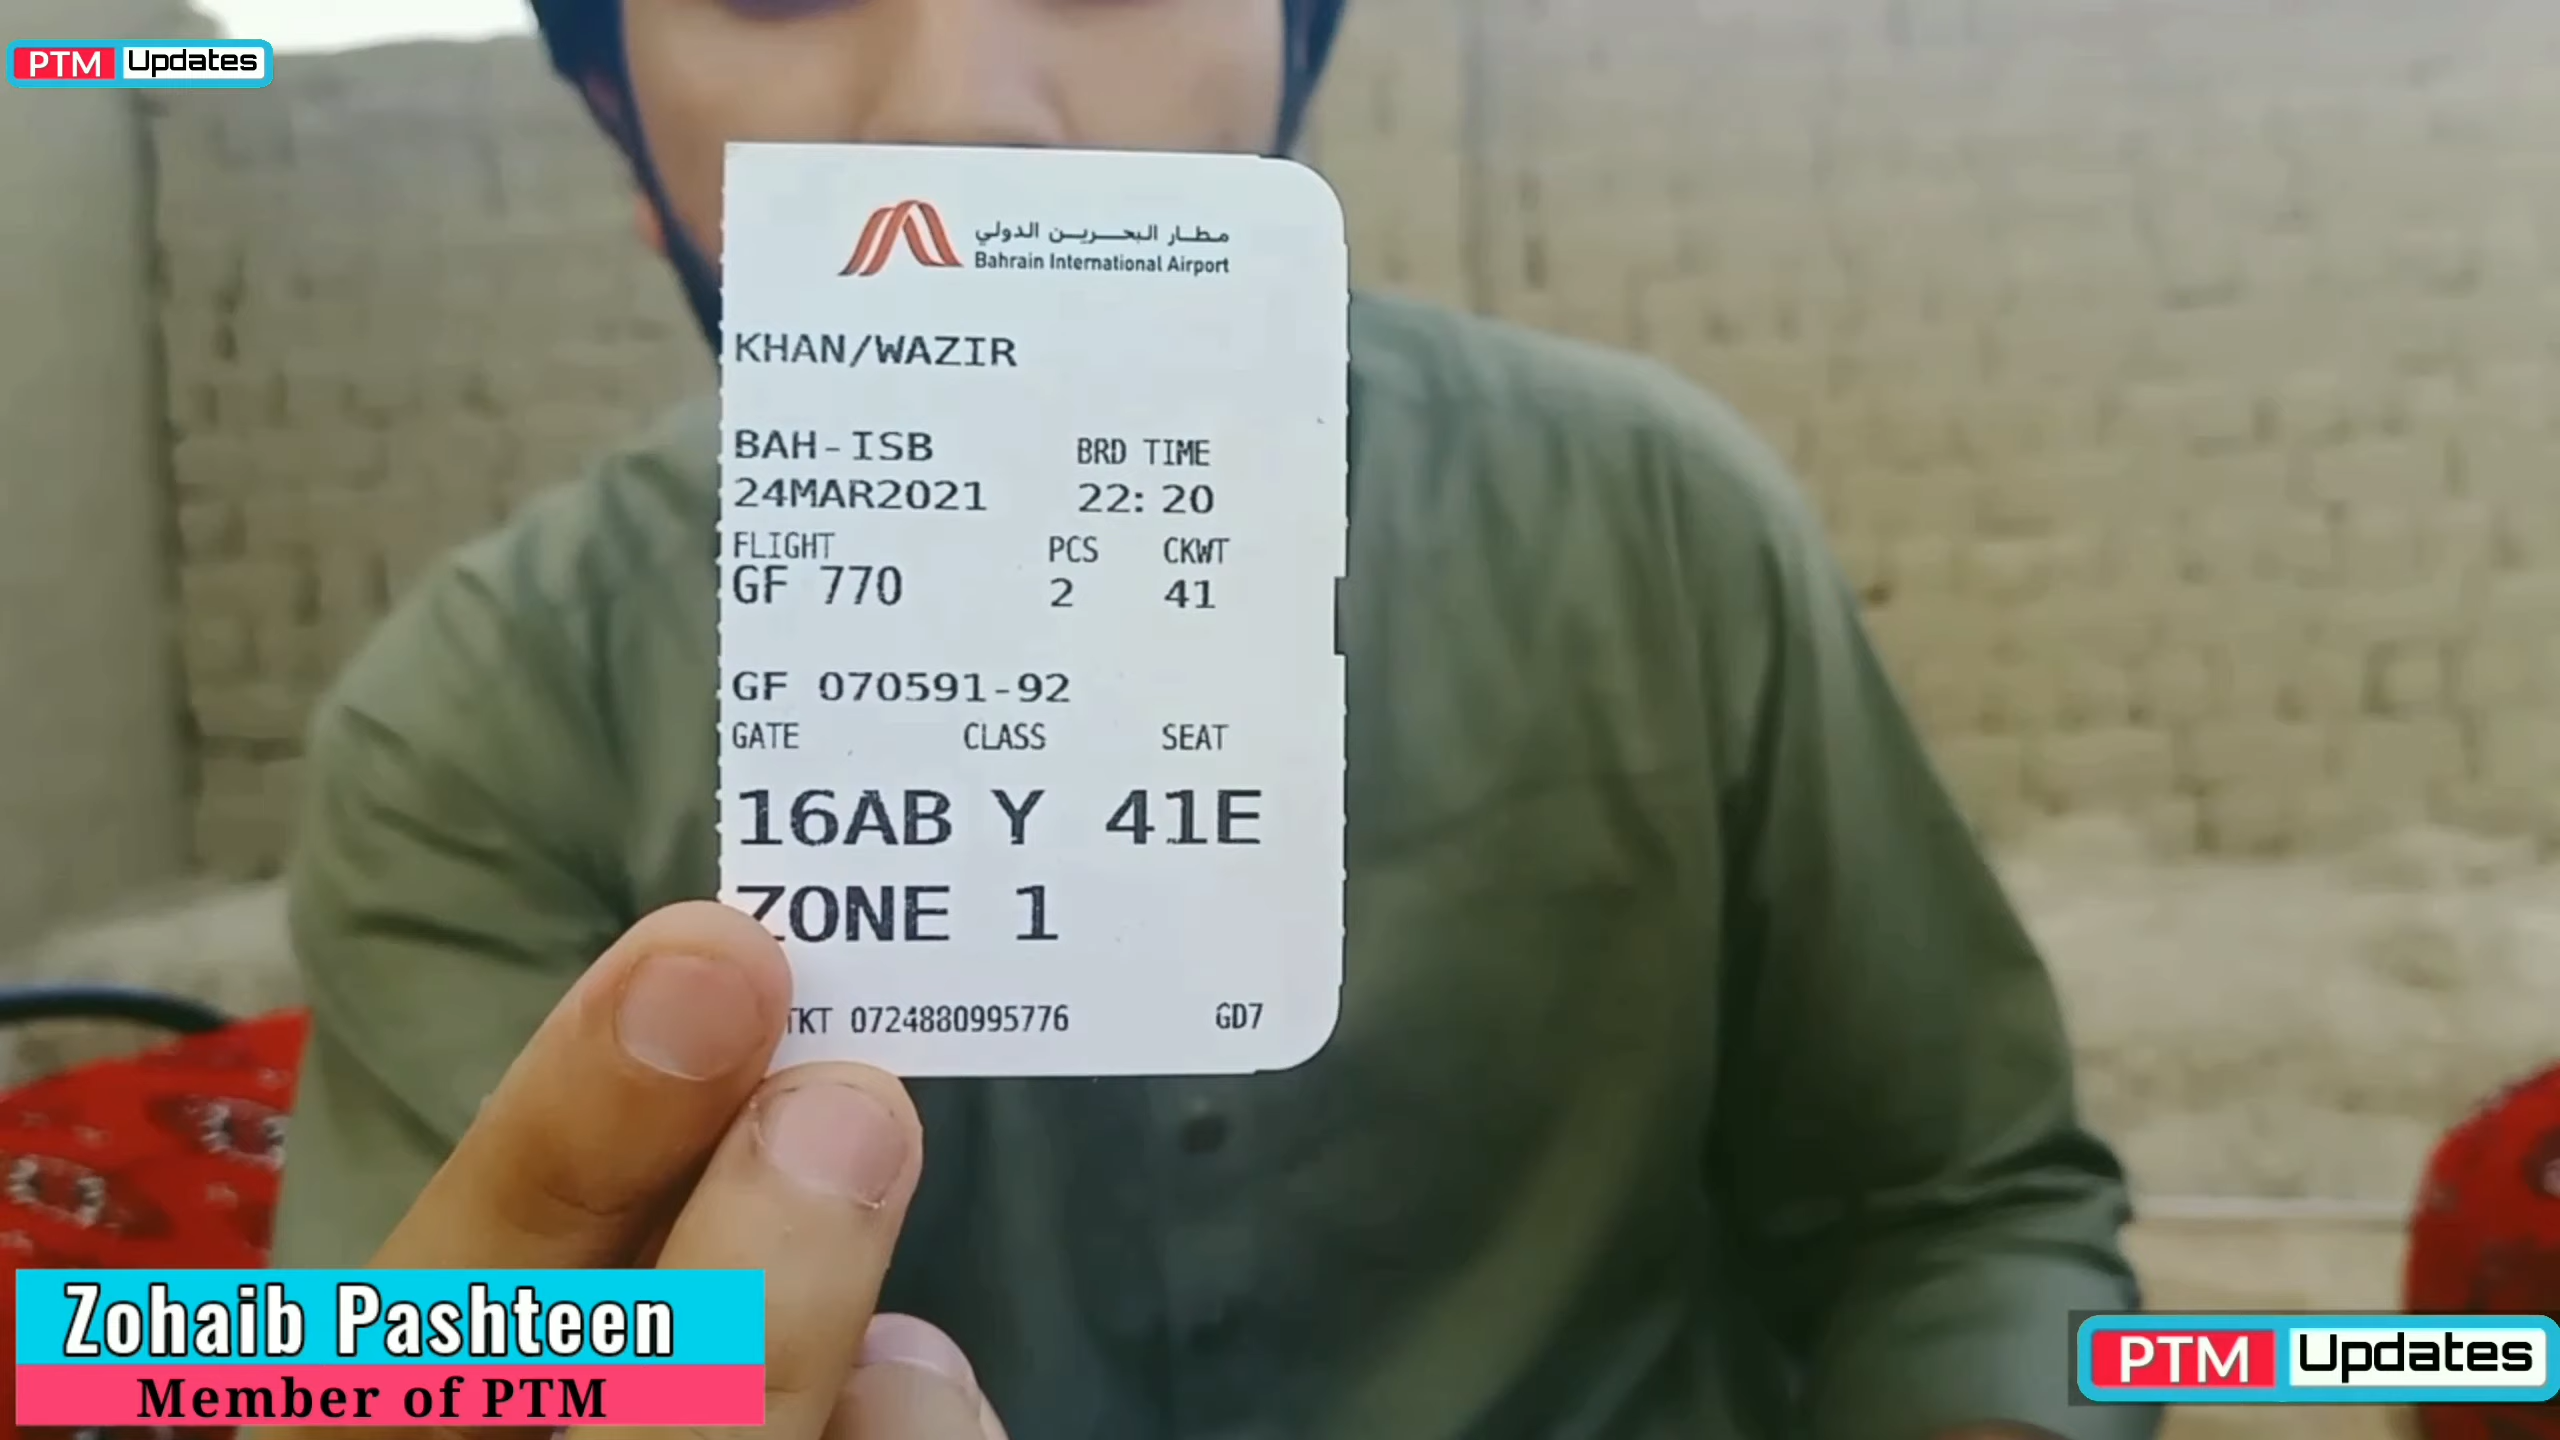 PTM Updates
مطار البحرين الدولي
Bahrain International Airport
KHAN/WAZIR
BAH-ISB BRD TIME
24MAR2021 22:20
FLIGHT PCS CKWT
GF 770 2 41
GF 070591-92
GATE CLASS SEAT
16AB Y 41E
ZONE 1
TKT 0724880995776 GD7
Zohaib Pashteen
Member of PTM
PTM Updates